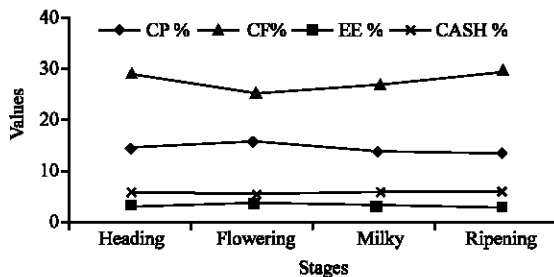 40
CP % CF% EE % CASH %
30
Values
20
10
0
Heading Flowering Milky Ripening
Stages